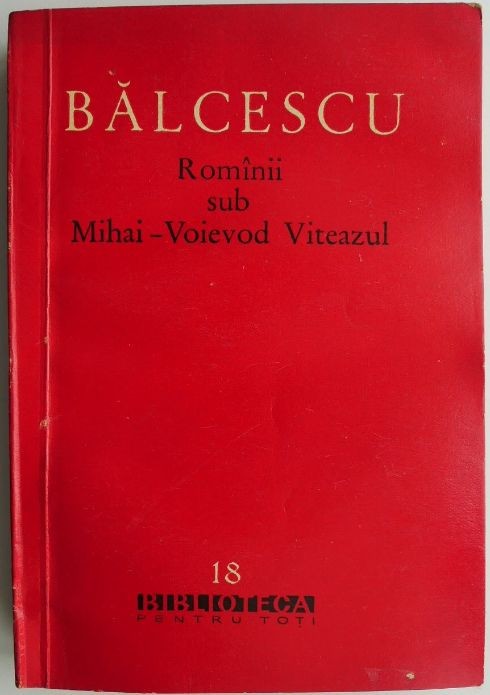 BĂLCESCU
Romînii
sub
Mihai-Voievod Viteazul
18
BIBLIOTECA
PENTRU TOȚI